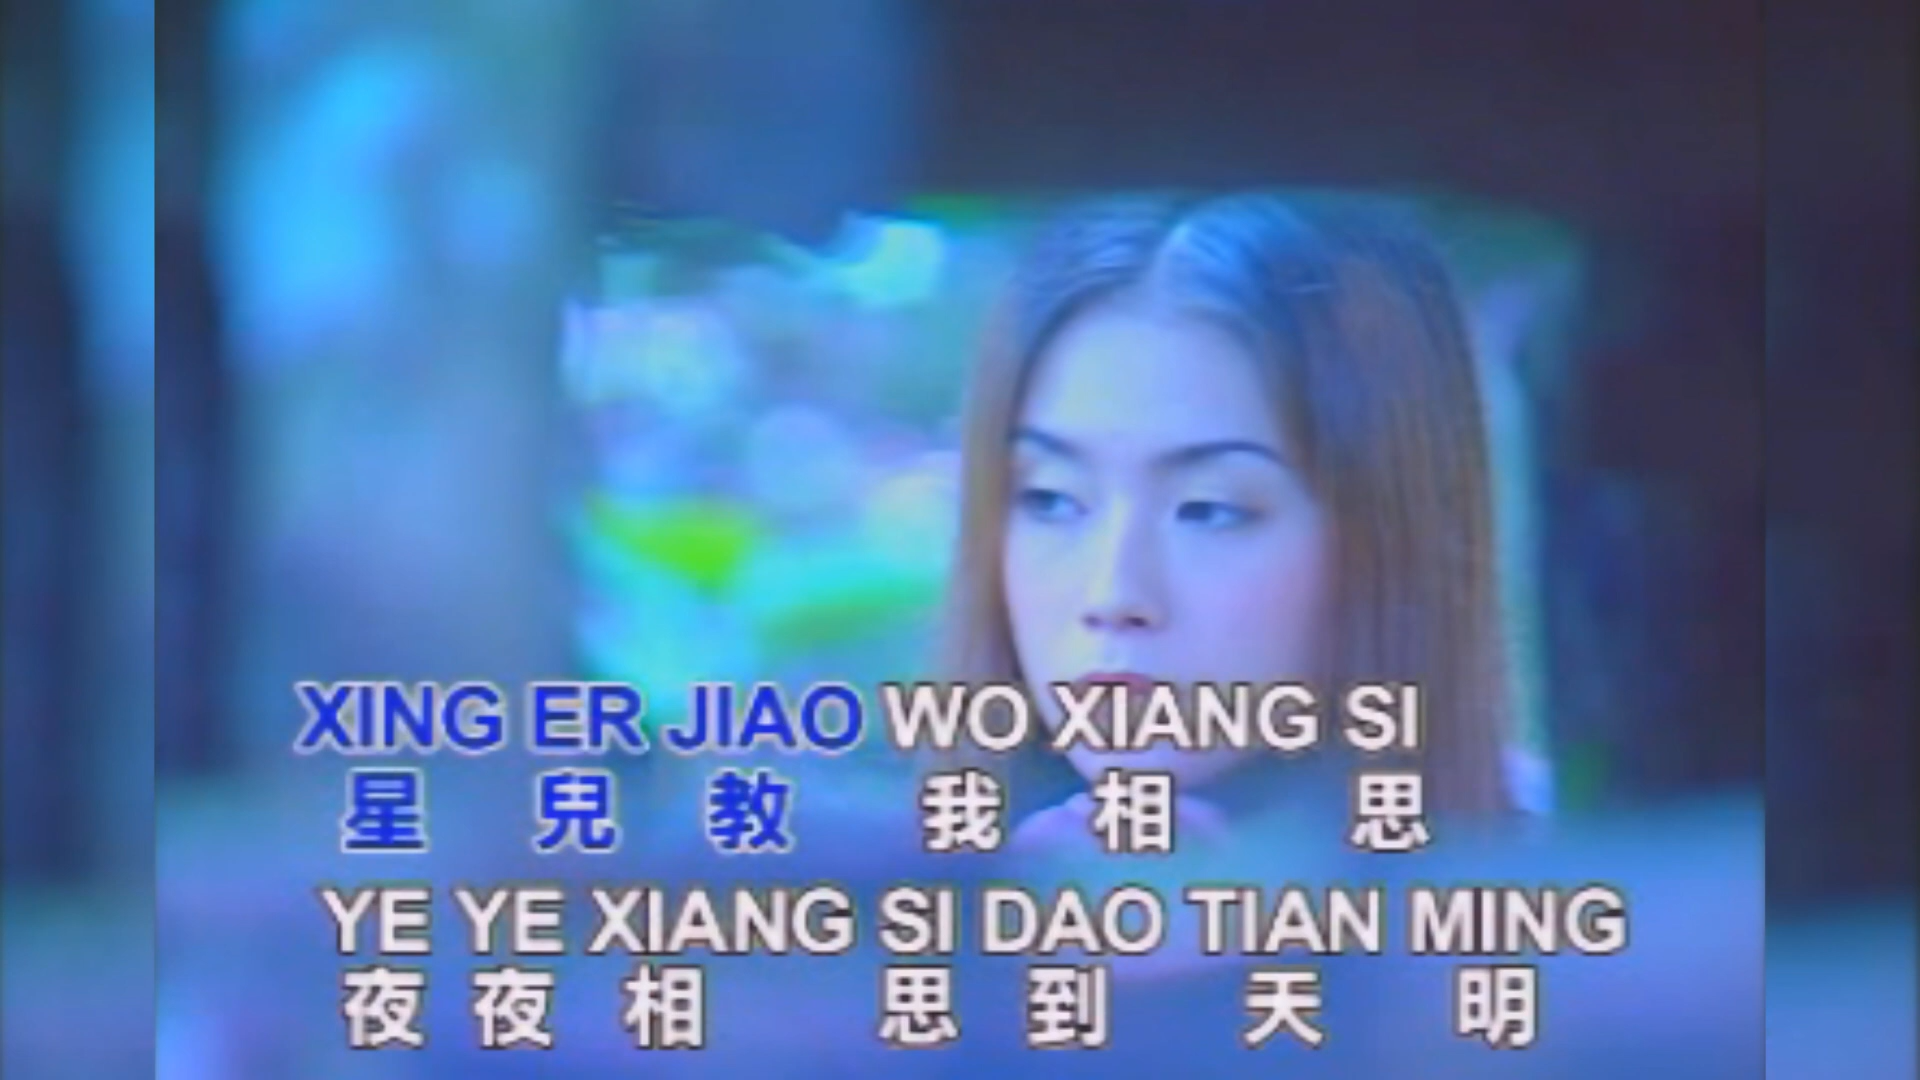 XING ER JIAO WO XIANG SI
星 兒 教 我 相 思
YE YE XIANG SI DAO TIAN MING
夜 夜 相 思 到 天 明